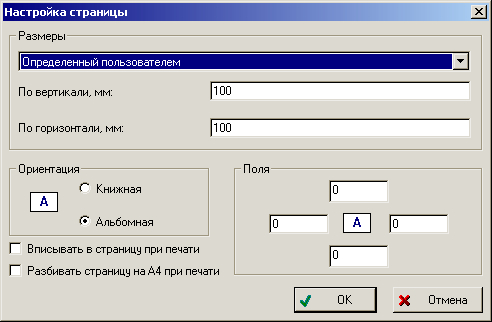 Настройка страницы
Размеры
Определенный пользователем
По вертикали, мм:
100
По горизонтали, мм:
100
Ориентация
A
Книжная
Альбомная
Поля
0
0
A
0
0
Вписывать в страницу при печати
Разбивать страницу на А4 при печати
OK
Отмена